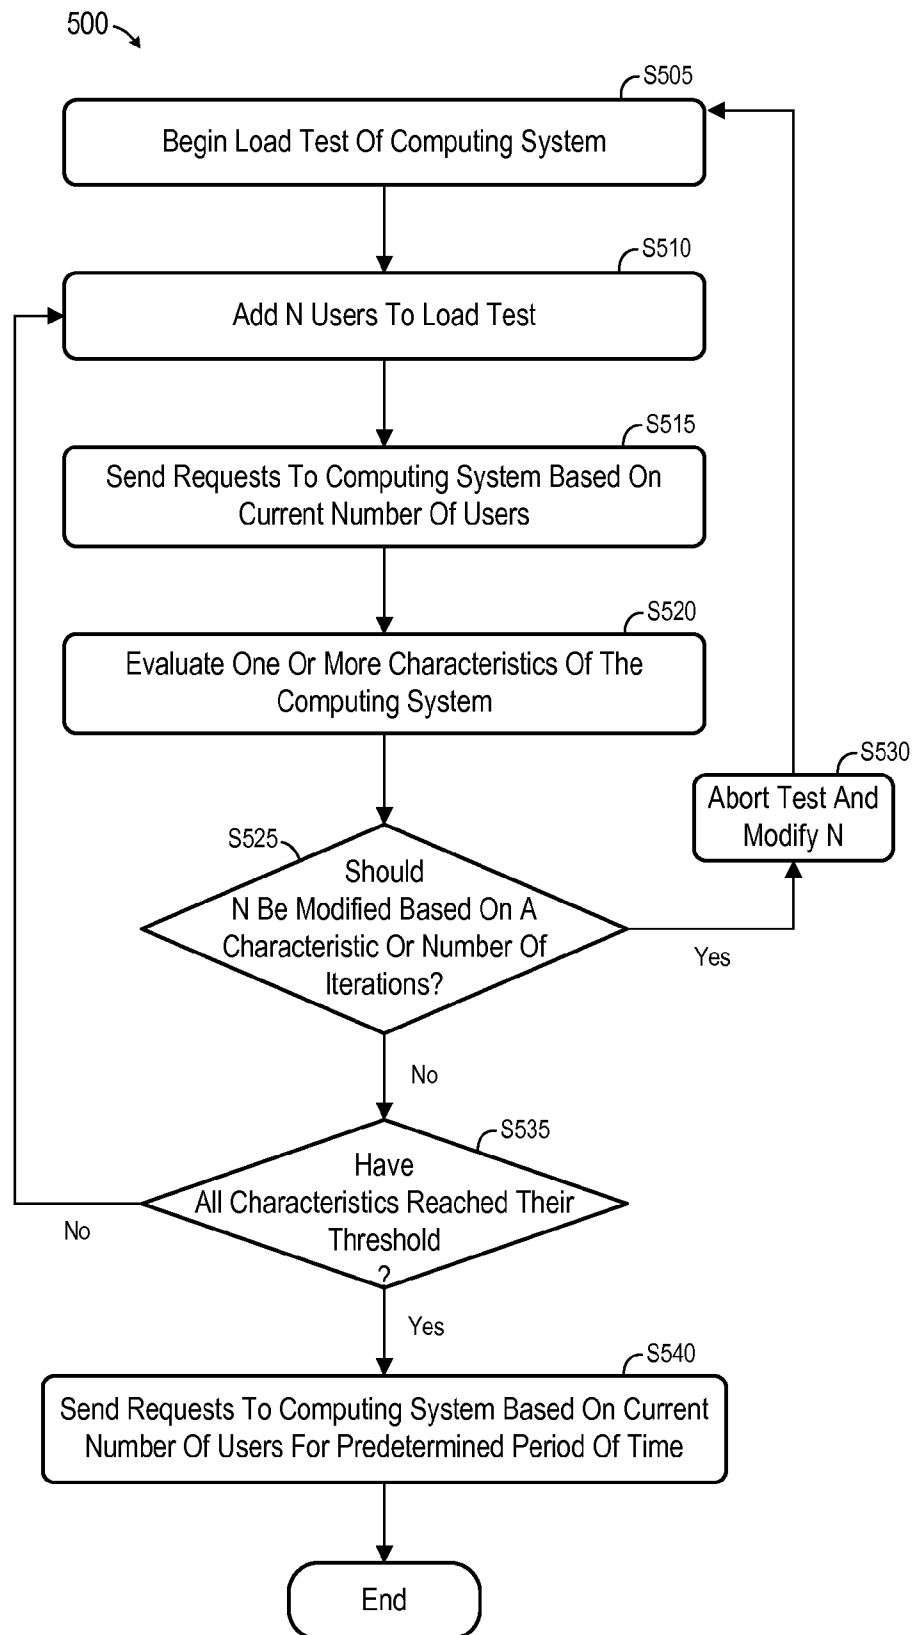 500
S505
Begin Load Test Of Computing System
S510
Add N Users To Load Test
S515
Send Requests To Computing System Based On
Current Number Of Users
S520
Evaluate One Or More Characteristics Of The
Computing System
S530
Abort Test And
Modify N
S525
Should
N Be Modified Based On A
Characteristic Or Number Of
Iterations?
Yes
No
S535
Have
All Characteristics Reached Their
Threshold
?
No
Yes
S540
Send Requests To Computing System Based On Current
Number Of Users For Predetermined Period Of Time
End